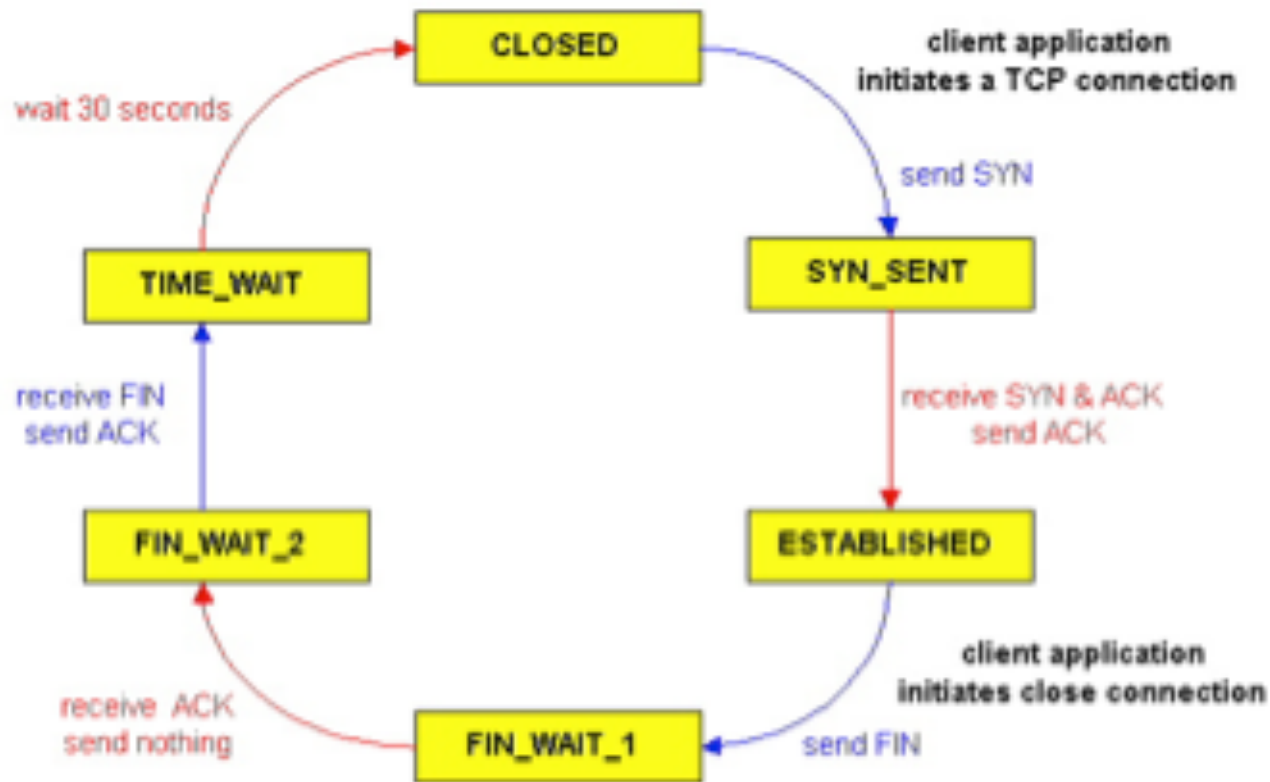 CLOSED
client application
initiates a TCP connection
wait 30 seconds
send SYN
TIME_WAIT
SYN_SENT
receive FIN
send ACK
receive SYN & ACK
send ACK
FIN_WAIT_2
ESTABLISHED
client application
initiates close connection
receive ACK
send nothing
FIN_WAIT_1
send FIN